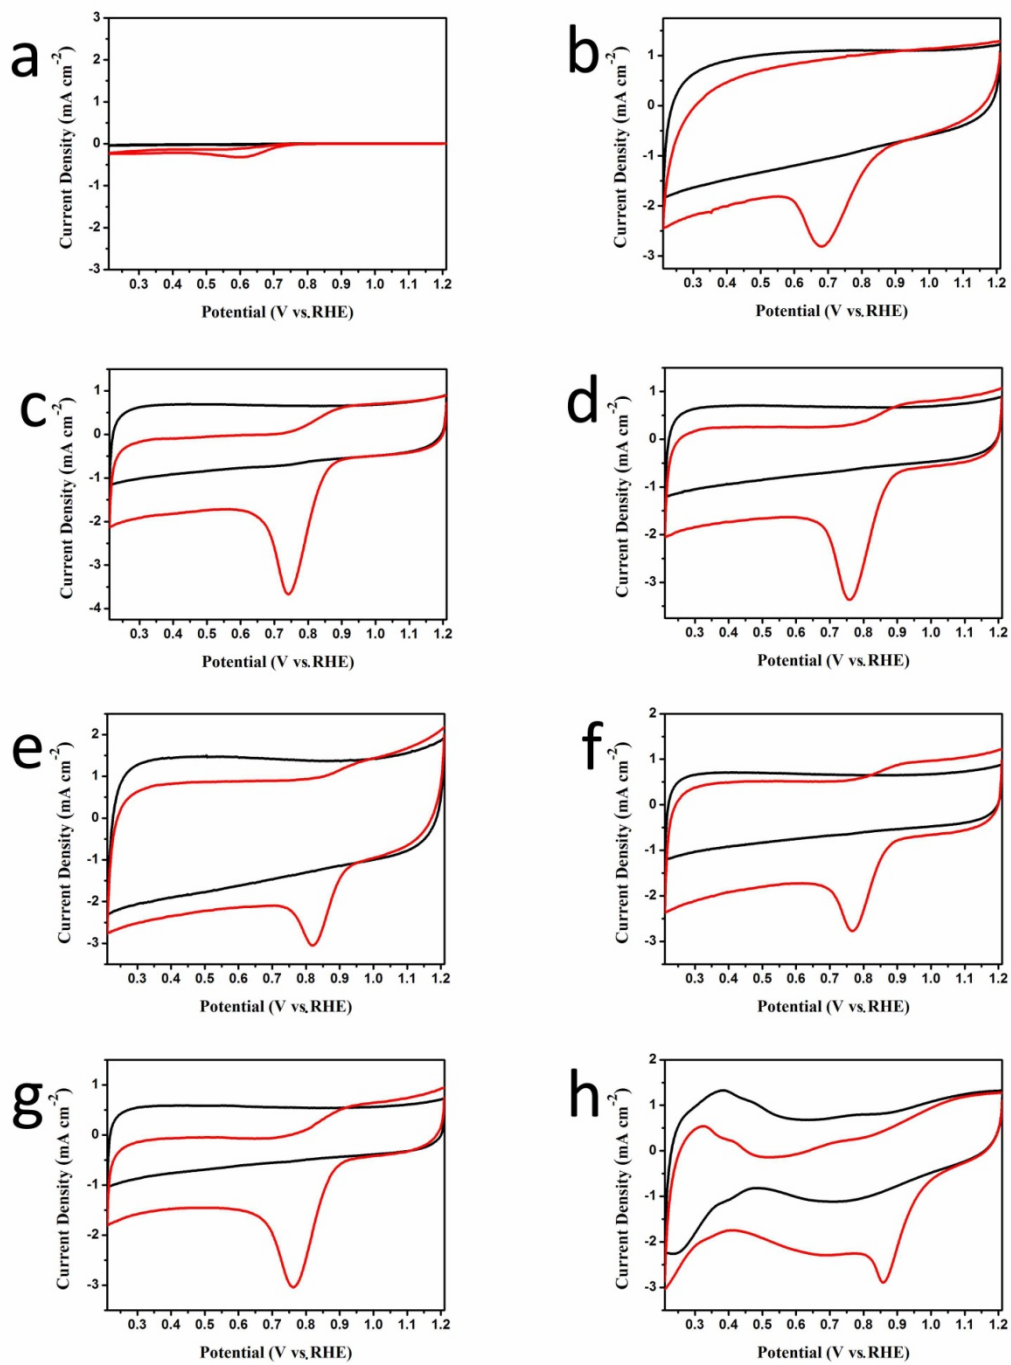 a
3
2
1
0
-1
-2
-3
Current Density (mA cm-2)
0.3 0.4 0.5 0.6 0.7 0.8 0.9 1.0 1.1 1.2
Potential (V vs.RHE)
b
1
0
-1
-2
-3
Current Density (mA cm-2)
0.3 0.4 0.5 0.6 0.7 0.8 0.9 1.0 1.1 1.2
Potential (V vs.RHE)
c
1
0
-1
-2
-3
-4
Current Density (mA cm-2)
0.3 0.4 0.5 0.6 0.7 0.8 0.9 1.0 1.1 1.2
Potential (V vs.RHE)
d
1
0
-1
-2
-3
Current Density (mA cm-2)
0.3 0.4 0.5 0.6 0.7 0.8 0.9 1.0 1.1 1.2
Potential (V vs.RHE)
e
2
1
0
-1
-2
-3
Current Density (mA cm-2)
0.3 0.4 0.5 0.6 0.7 0.8 0.9 1.0 1.1 1.2
Potential (V vs.RHE)
f
2
1
0
-1
-2
-3
Current Density (mA cm-2)
0.3 0.4 0.5 0.6 0.7 0.8 0.9 1.0 1.1 1.2
Potential (V vs.RHE)
g
1
0
-1
-2
-3
Current Density (mA cm-2)
0.3 0.4 0.5 0.6 0.7 0.8 0.9 1.0 1.1 1.2
Potential (V vs.RHE)
h
2
1
0
-1
-2
-3
Current Density (mA cm-2)
0.3 0.4 0.5 0.6 0.7 0.8 0.9 1.0 1.1 1.2
Potential (V vs.RHE)